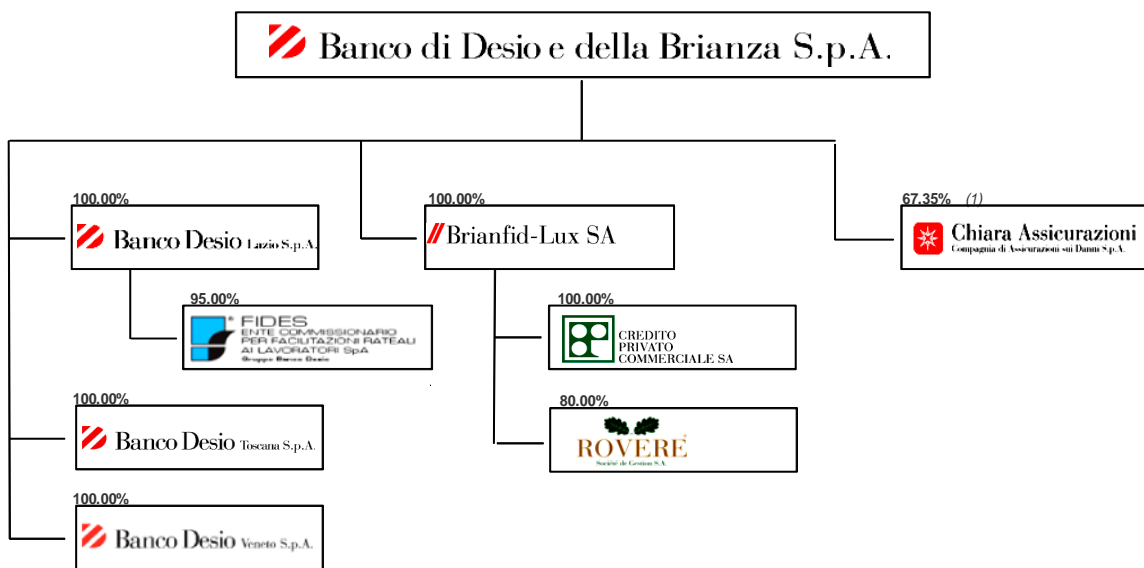 Banco di Desio e della Brianza S.p.A.
100.00%
Banco Desio Lazio S.p.A.
100.00%
Brianfid-Lux SA
67.35% (1)
Chiara Assicurazioni
Compagnia di Assicurazioni sui Danni S.p.A.
95.00%
FIDES
ENTE COMMISSIONARIO
PER FACILITAZIONI RATEALI
AI LAVORATORI SpA
Gruppo Banco Desio
100.00%
CREDITO
PRIVATO
COMMERCIALE SA
100.00%
Banco Desio Toscana S.p.A.
80.00%
ROVERE
Société de Gestion S.A.
100.00%
Banco Desio Veneto S.p.A.